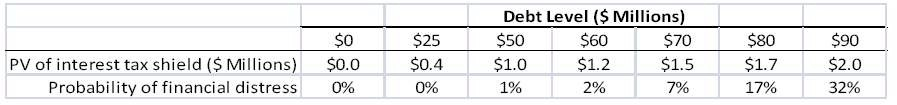 Debt Level ($ Millions)
$0 $25 $50 $60 $70 $80 $90
PV of interest tax shield ($ Millions) $0.0 $0.4 $1.0 $1.2 $1.5 $1.7 $2.0
Probability of financial distress 0% 0% 1% 2% 7% 17% 32%